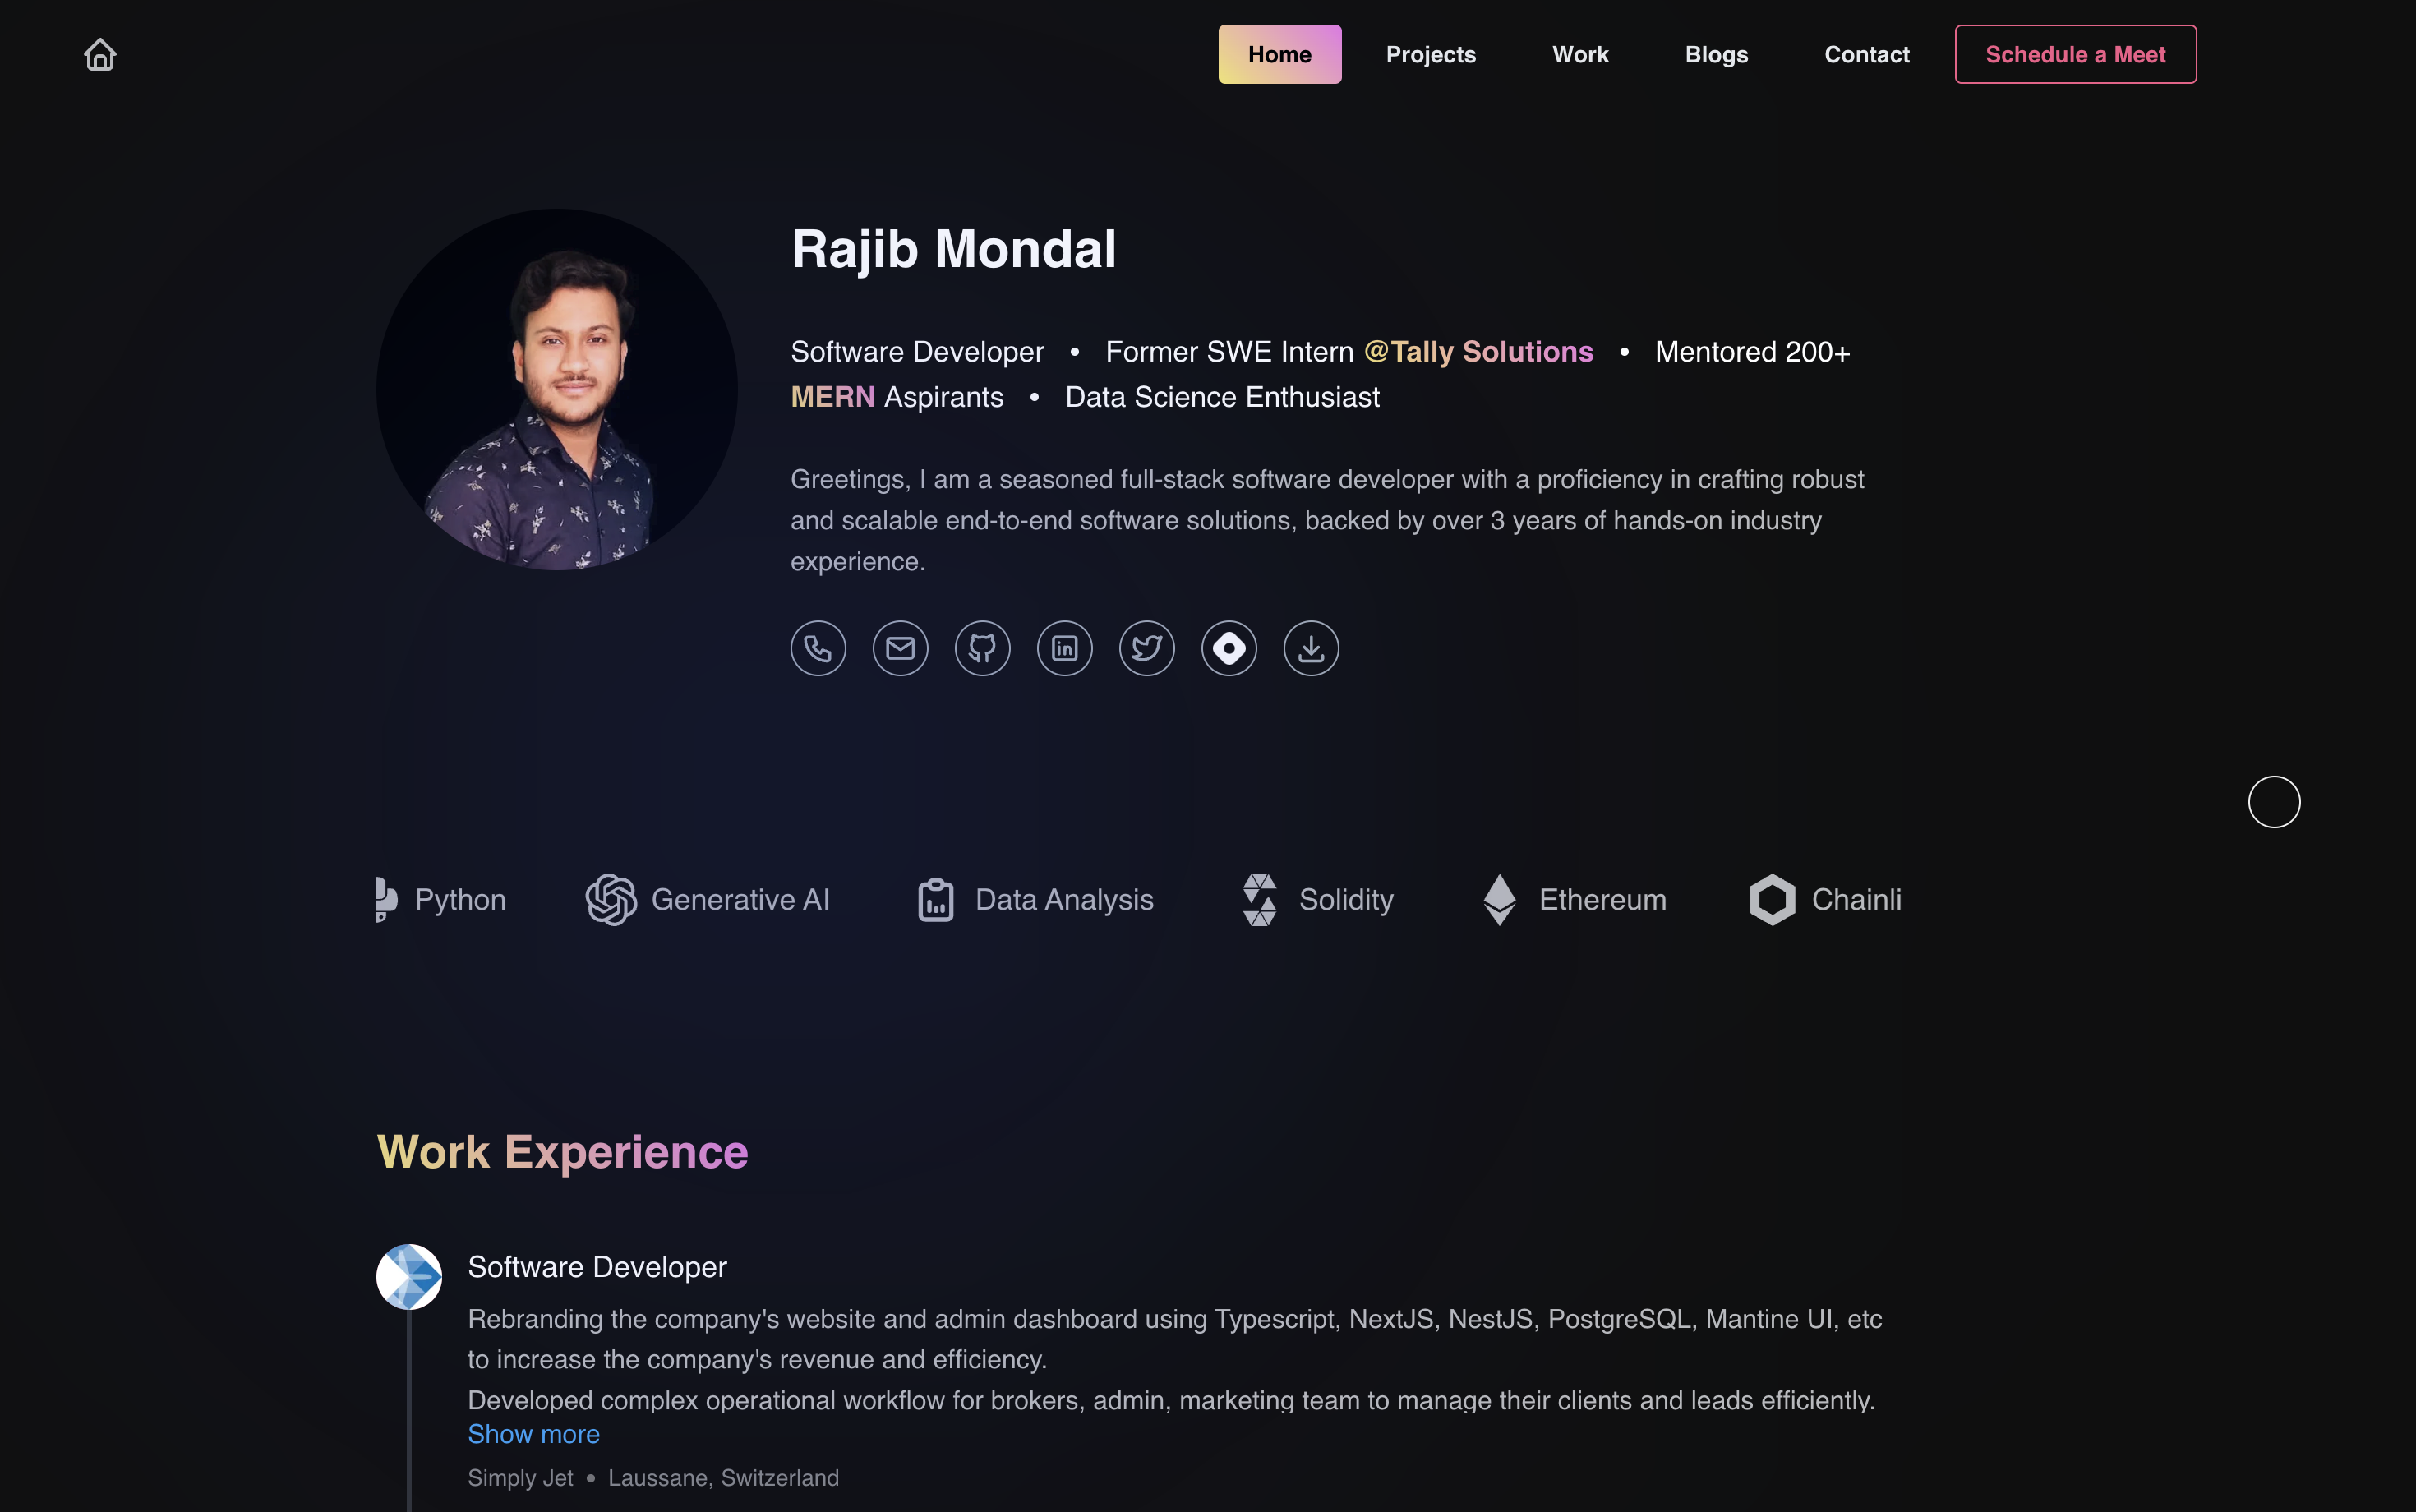 Home Projects Work Blogs Contact Schedule a Meet
Rajib Mondal
Software Developer • Former SWE Intern @Tally Solutions • Mentored 200+
MERN Aspirants • Data Science Enthusiast
Greetings, I am a seasoned full-stack software developer with a proficiency in crafting robust
and scalable end-to-end software solutions, backed by over 3 years of hands-on industry
experience.
Python Generative AI Data Analysis Solidity Ethereum Chainli
Work Experience
Software Developer
Rebranding the company's website and admin dashboard using Typescript, NextJS, NestJS, PostgreSQL, Mantine UI, etc
to increase the company's revenue and efficiency.
Developed complex operational workflow for brokers, admin, marketing team to manage their clients and leads efficiently.
Show more
Simply Jet • Laussane, Switzerland